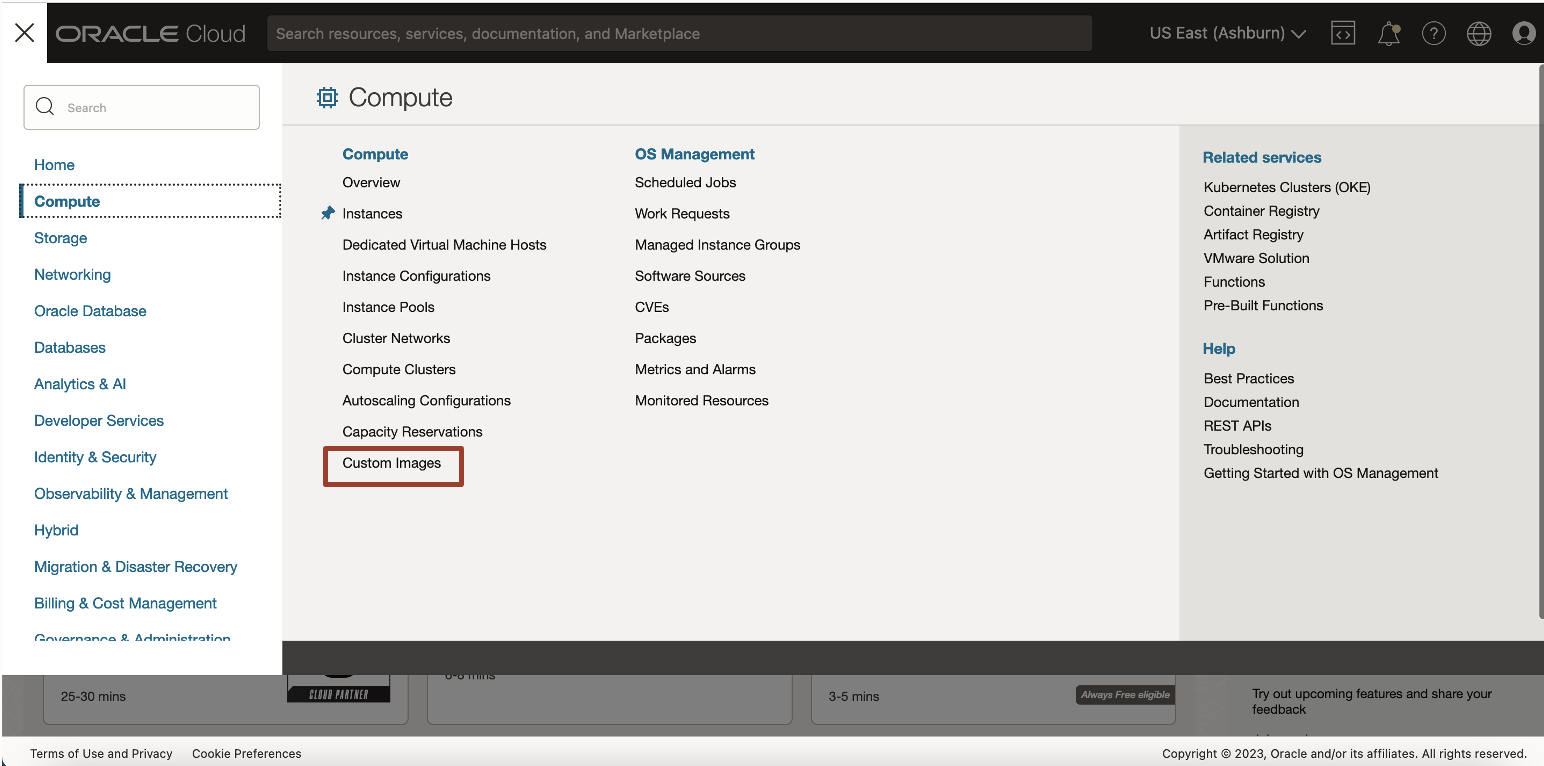 ORACLE Cloud
Search resources, services, documentation, and Marketplace
US East (Ashburn)
Search
Home
Compute
Storage
Networking
Oracle Database
Databases
Analytics & AI
Developer Services
Identity & Security
Observability & Management
Hybrid
Migration & Disaster Recovery
Billing & Cost Management
Governance & Administration
Compute
Compute
Overview
Instances
Dedicated Virtual Machine Hosts
Instance Configurations
Instance Pools
Cluster Networks
Compute Clusters
Autoscaling Configurations
Capacity Reservations
Custom Images
OS Management
Scheduled Jobs
Work Requests
Managed Instance Groups
Software Sources
CVEs
Packages
Metrics and Alarms
Monitored Resources
Related services
Kubernetes Clusters (OKE)
Container Registry
Artifact Registry
VMware Solution
Functions
Pre-Built Functions
Help
Best Practices
Documentation
REST APIs
Troubleshooting
Getting Started with OS Management
25-30 mins
CLOUD PARTNER
6-8 mins
3-5 mins
Always Free eligible
Try out upcoming features and share your
feedback
Terms of Use and Privacy
Cookie Preferences
Copyright © 2023, Oracle and/or its affiliates. All rights reserved.